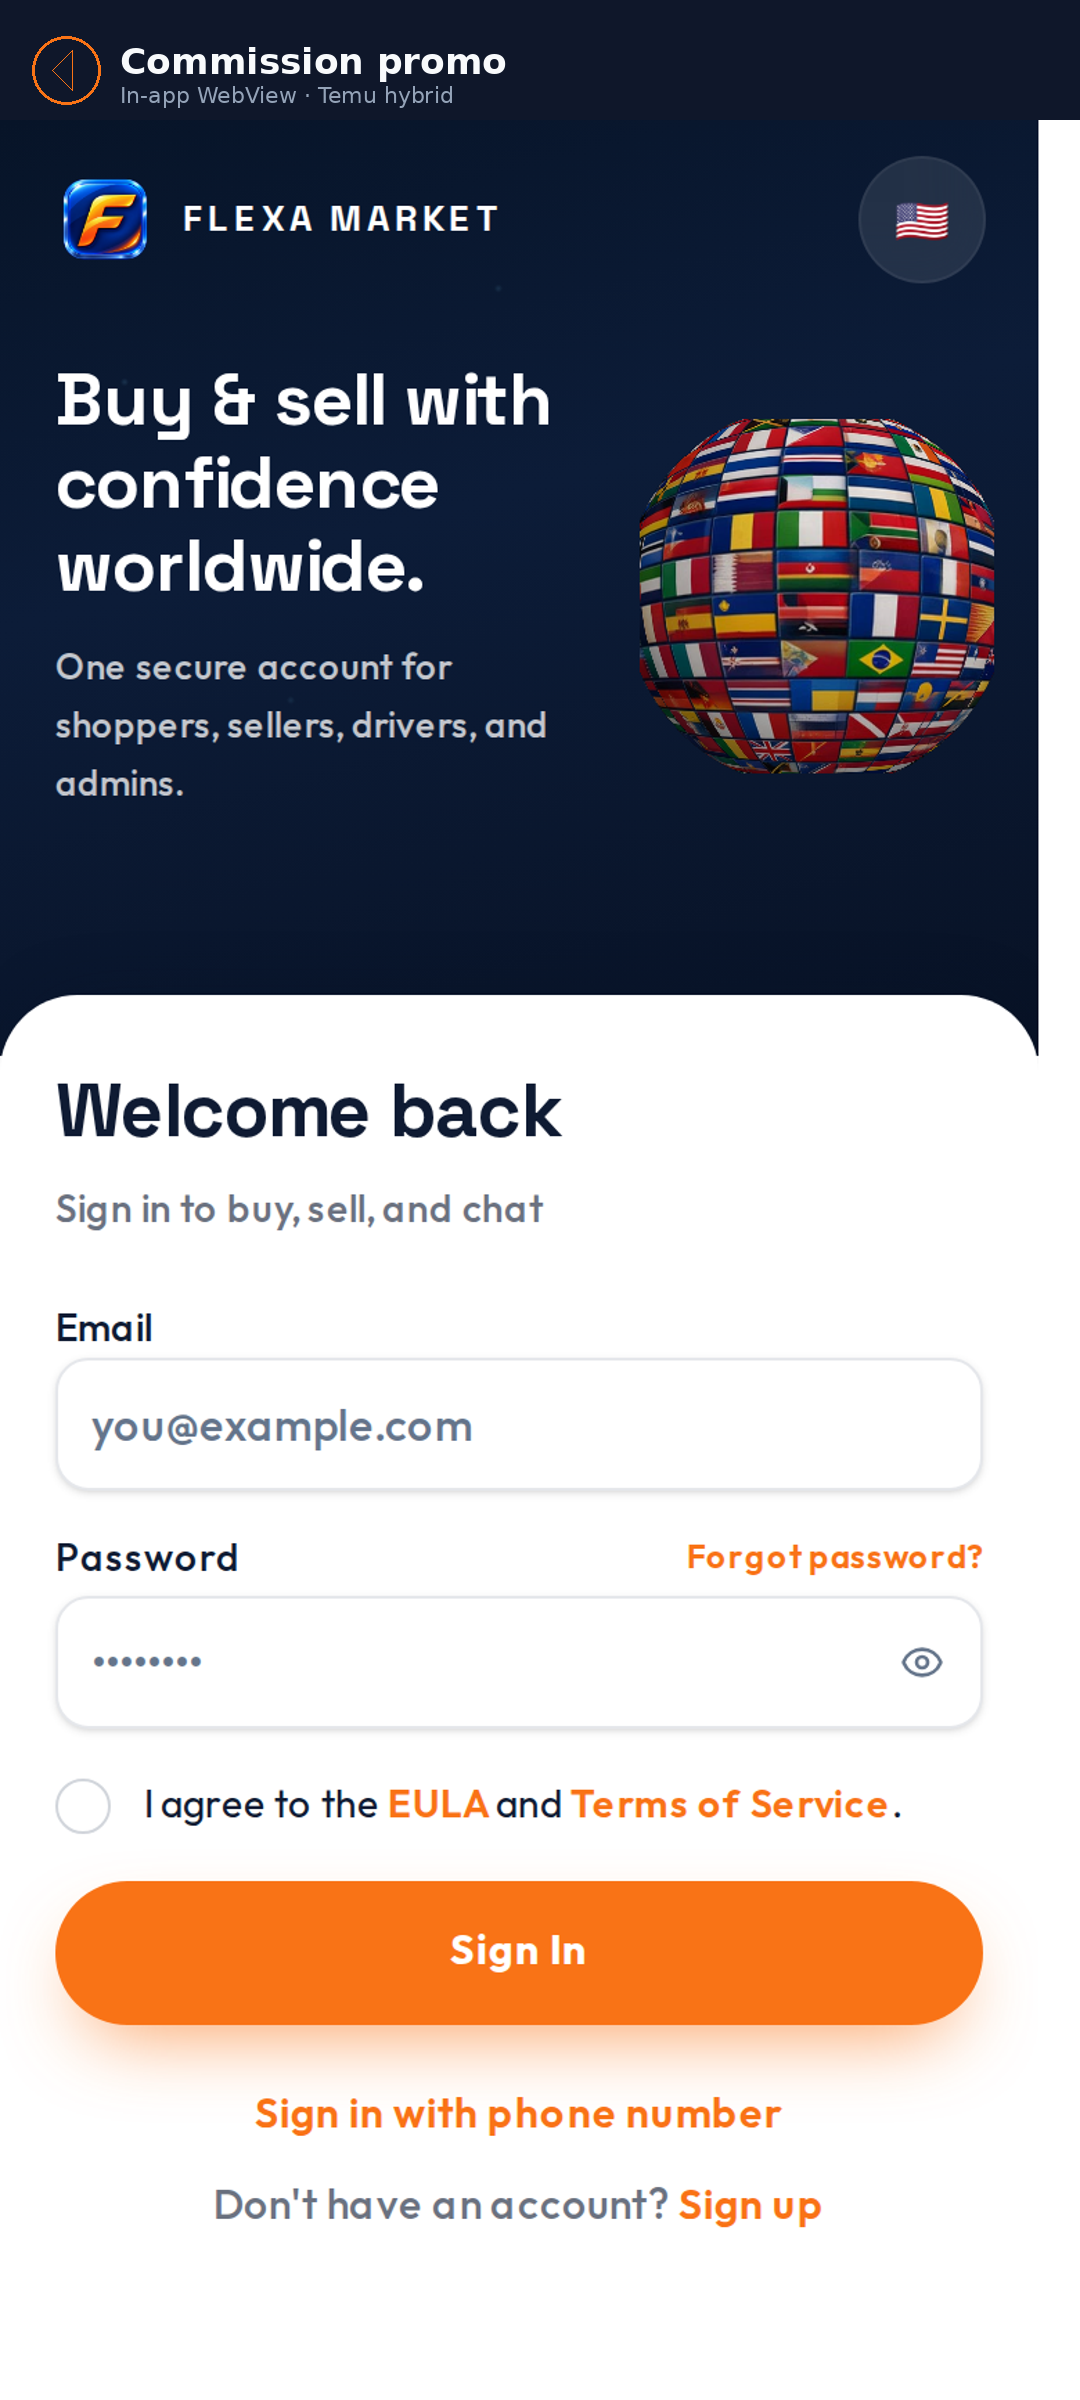 Commission promo
In-app WebView · Temu hybrid
FLEXA MARKET
Buy & sell with
confidence
worldwide.
One secure account for
shoppers, sellers, drivers, and
admins.
Welcome back
Sign in to buy, sell, and chat
Email
you@example.com
Password
Forgot password?
••••••••
I agree to the EULA and Terms of Service.
Sign In
Sign in with phone number
Don't have an account? Sign up